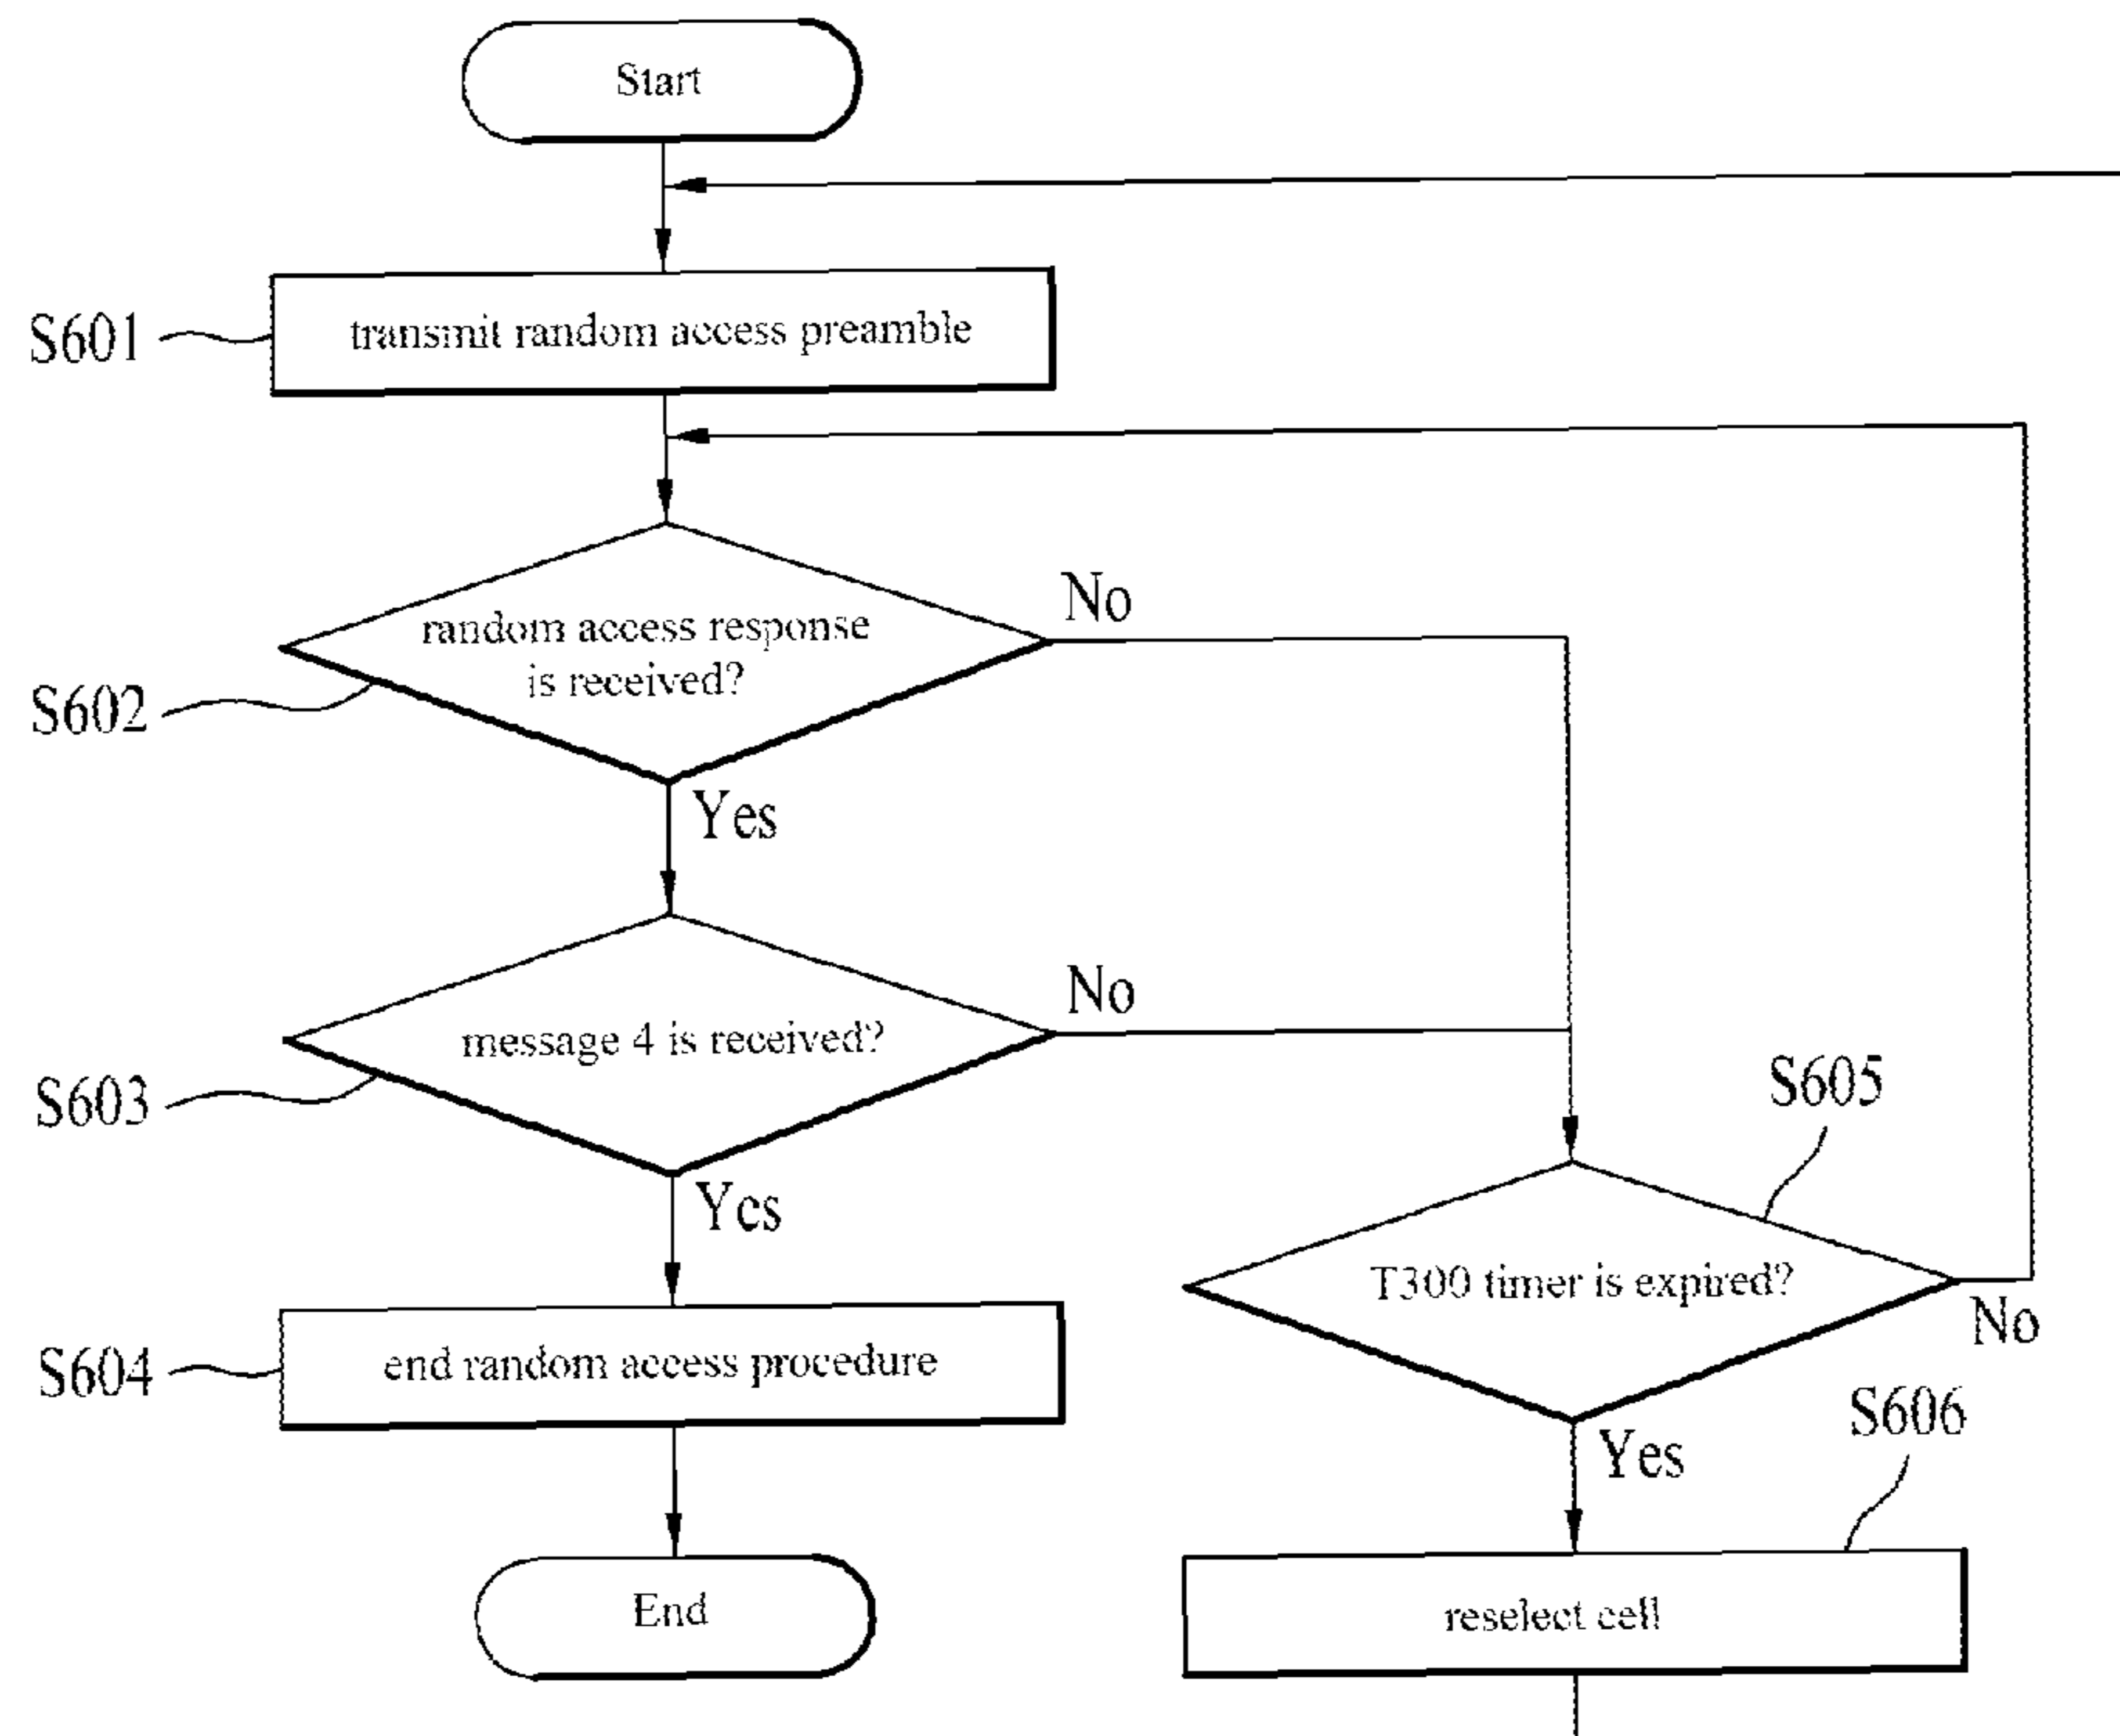 Start
S601
transmit random access preamble
random access response
is received?
No
S602
Yes
message 4 is received?
No
S603
Yes
S605
T300 timer is expired?
No
S604
end random access procedure
Yes
S606
End
reselect cell